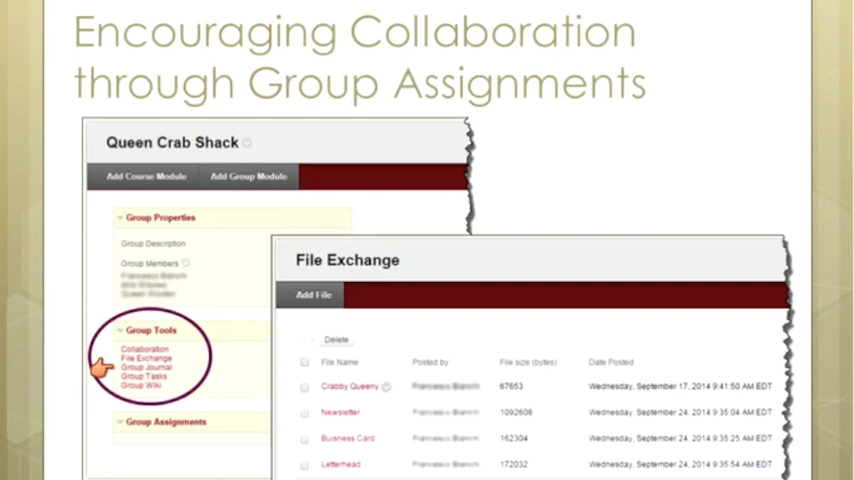 Encouraging Collaboration
through Group Assignments
Queen Crab Shack
Add Course Module Add Group Module
Group Properties
Group Description
Group Members
Group Tools
Collaboration
File Exchange
Group Journal
Group Tasks
Group Wiki
Group Assignments
File Exchange
Add File
Delete
File Name Posted by File size (bytes) Date Posted
Crabby Queeny 67653 Wednesday, September 17, 2014 9:41:50 AM EDT
Newsletter 1092608 Wednesday, September 24, 2014 9:35:04 AM EDT
Buisness Card 162304 Wednesday, September 24, 2014 9:35:25 AM EDT
Letterhead 172032 Wednesday, September 24, 2014 9:35:54 AM EDT